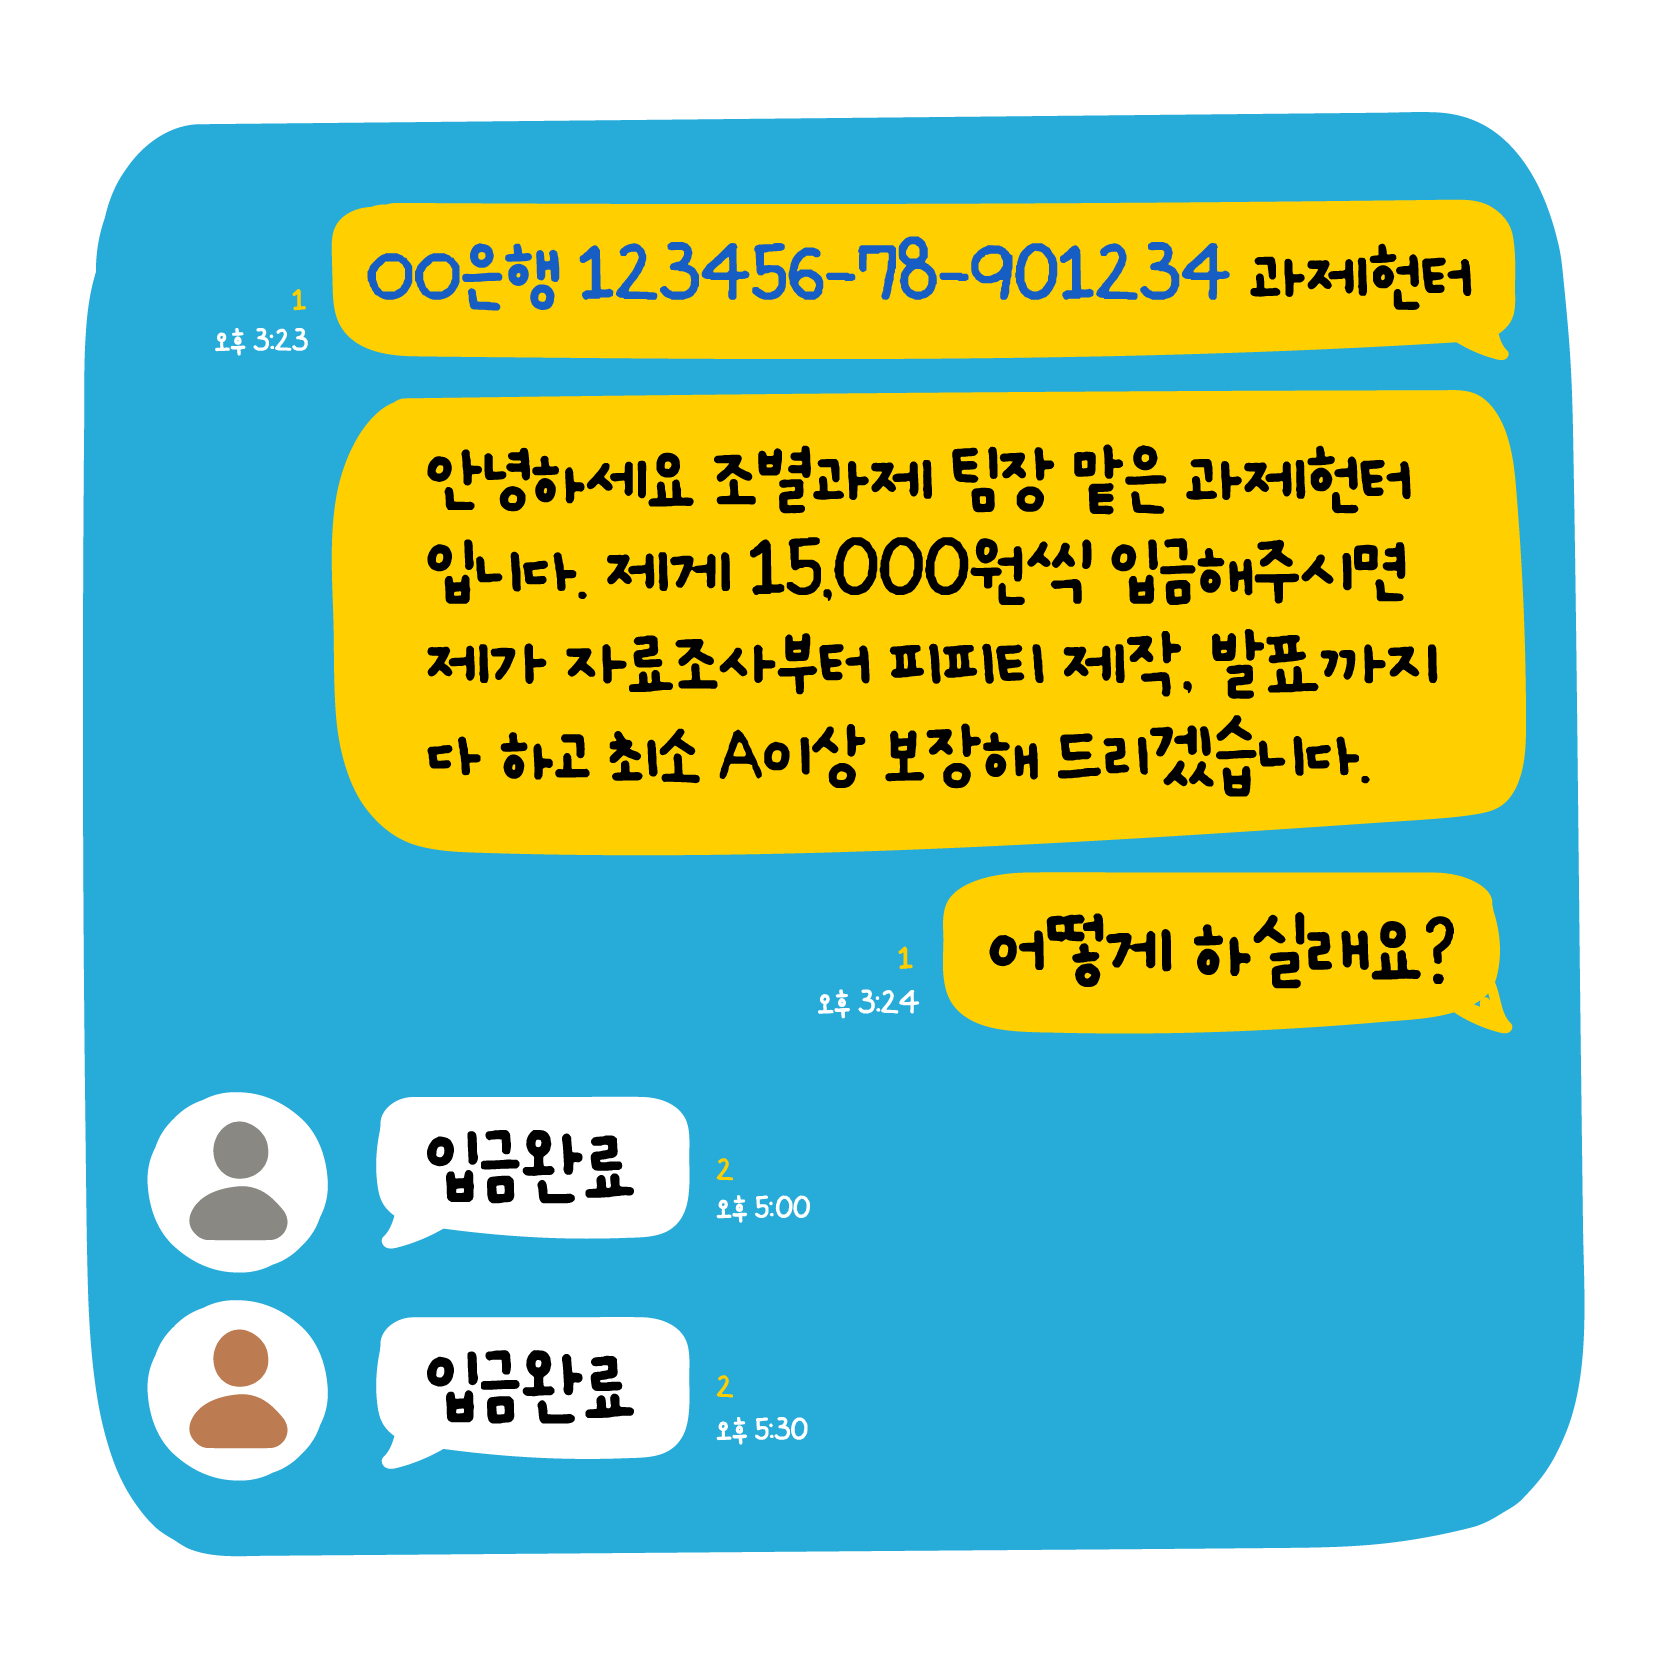 OO은행 123456-78-901234 과제헌터
1
오후 3:23
안녕하세요 조별과제 팀장 맡은 과제헌터
입니다. 제게 15,000원씩 입금해주시면
제가 자료조사부터 피피티 제작, 발표까지
다 하고 최소 A이상 보장해 드리겠습니다.
어떻게 하실래요?
1
오후 3:24
입금완료
2
오후 5:00
입금완료
2
오후 5:30